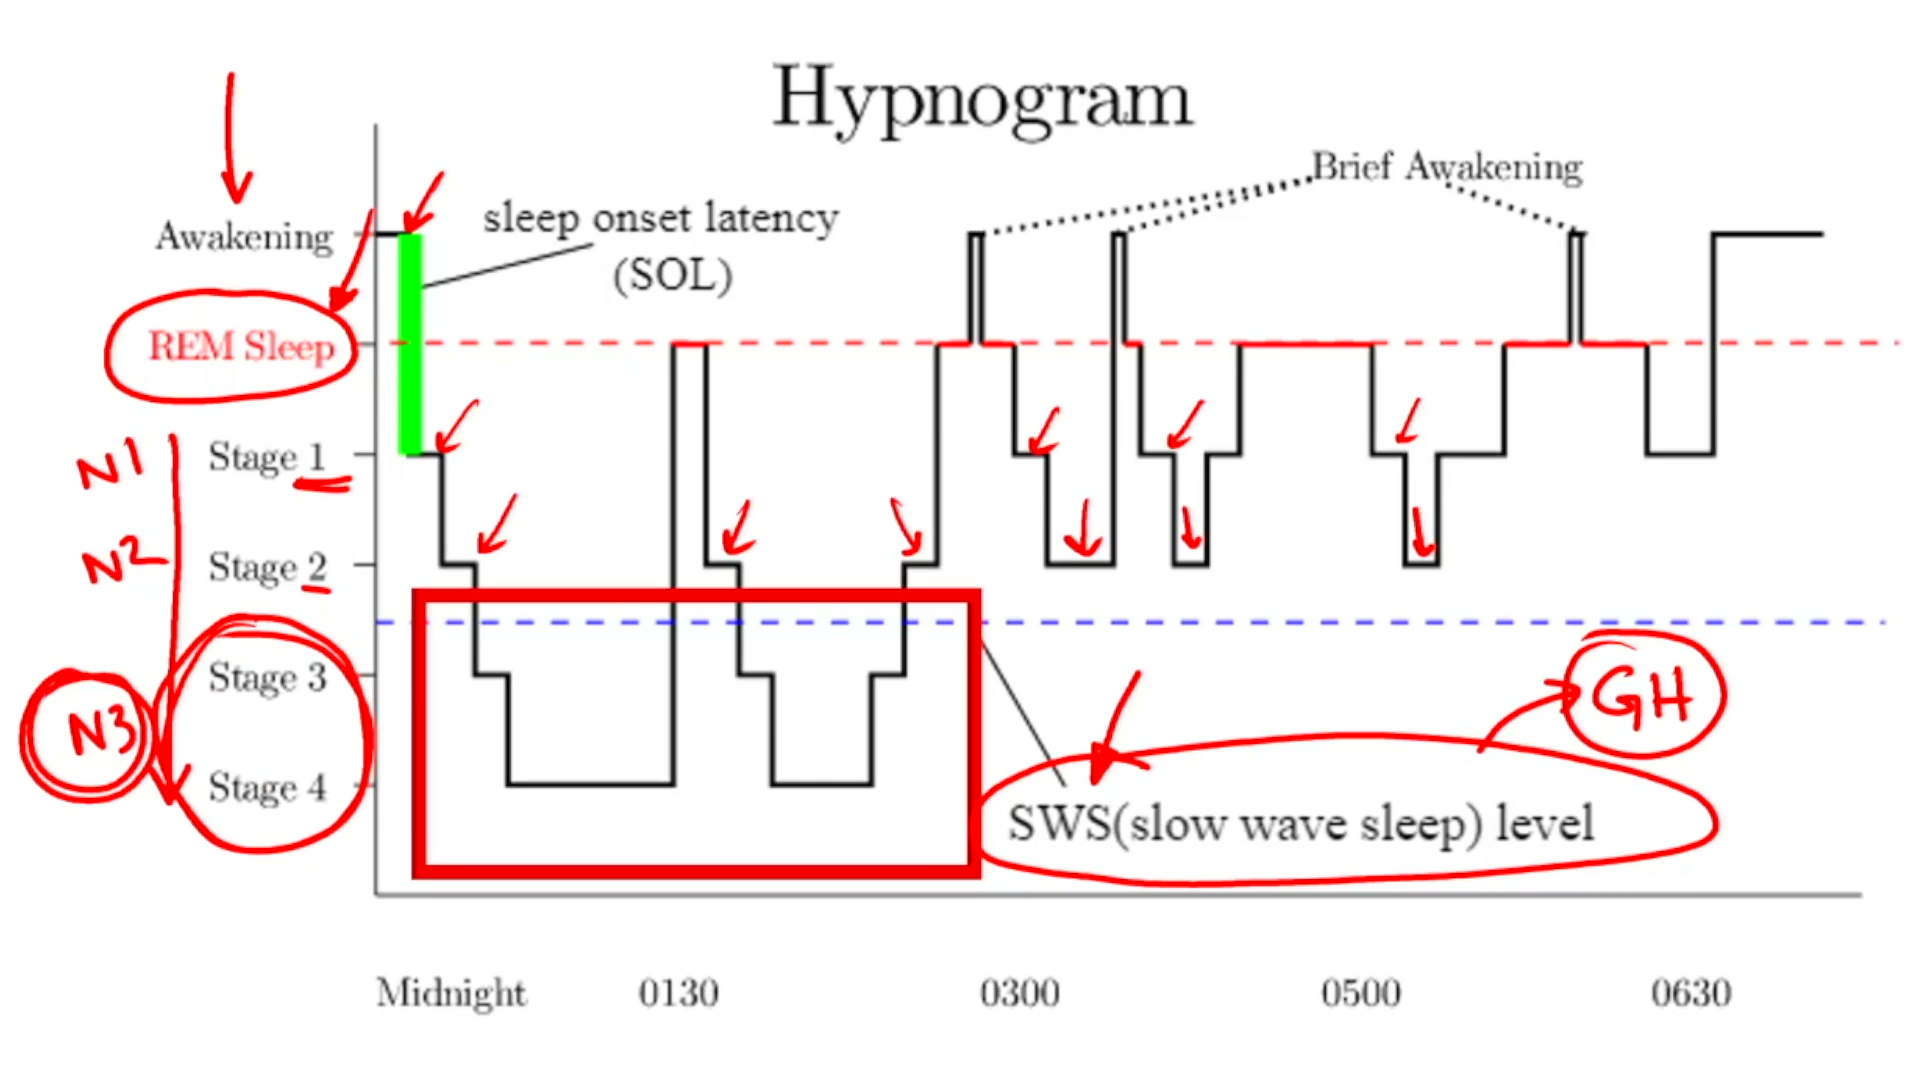 Hypnogram
Brief Awakening
sleep onset latency
(SOL)
Awakening
REM Sleep
N1
Stage 1
N2
Stage 2
Stage 3
N3
Stage 4
GH
SWS(slow wave sleep) level
Midnight
0130
0300
0500
0630